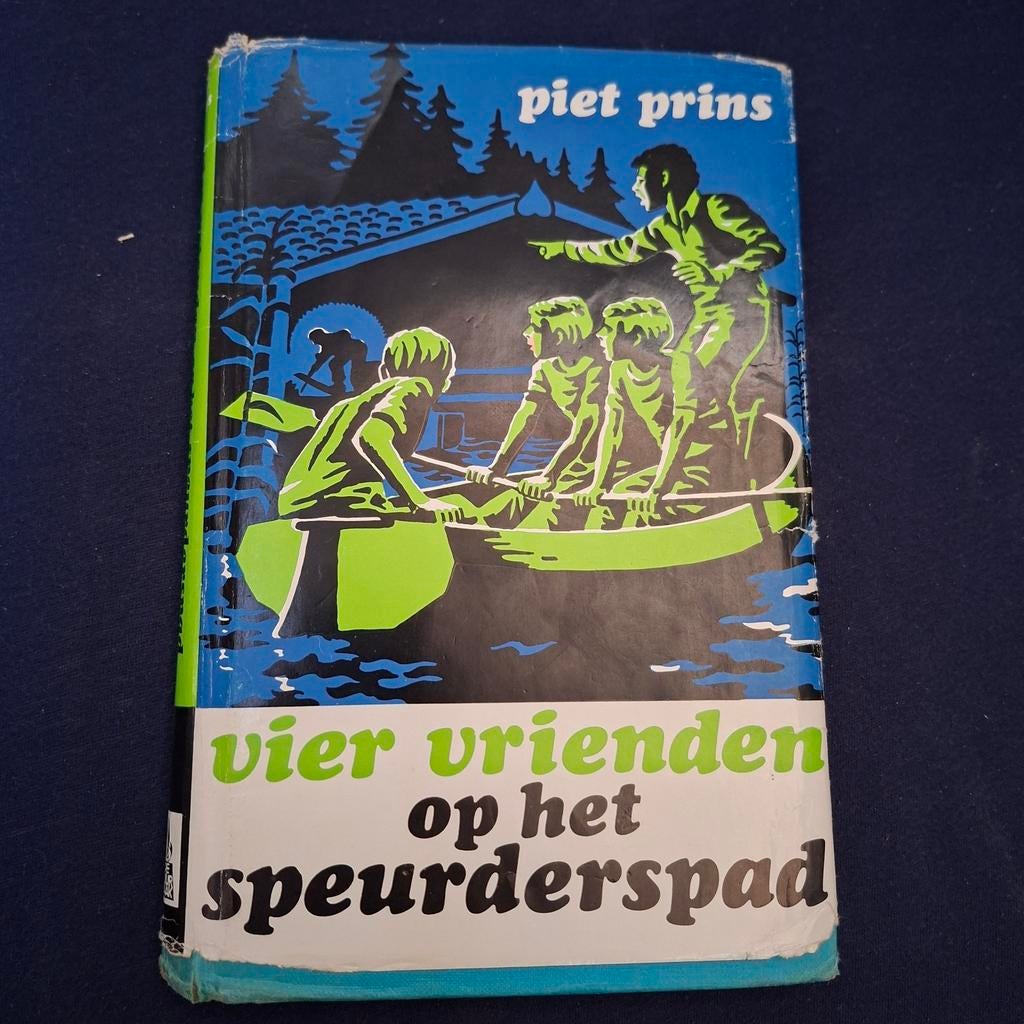 piet prins
vier vrienden
op het
speurderspad